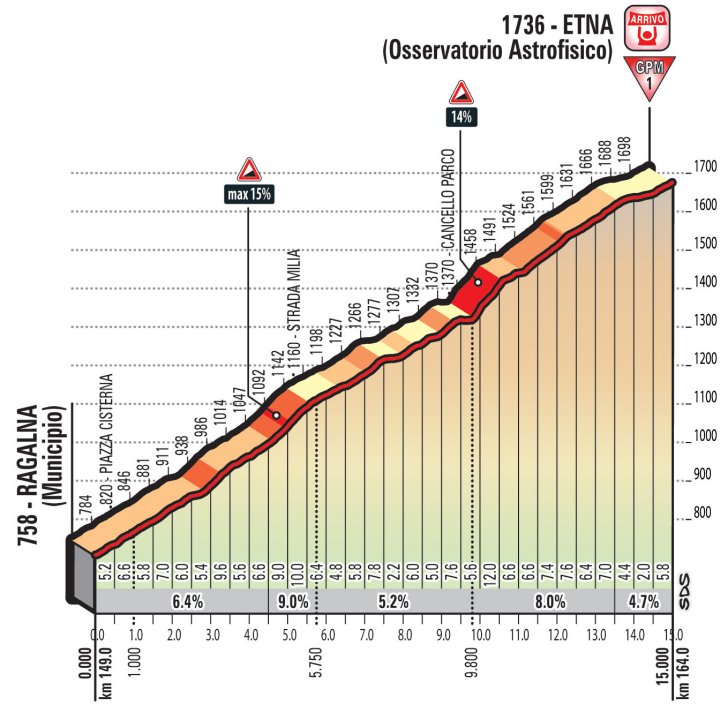 1736 - ETNA
(Osservatorio Astrofisico)
ARRIVO
GPM
1
14%
max 15%
758 - RAGALNA
(Municipio)
784
820 - PIAZZA CISTERNA
846
881
911
938
986
1014
1047
1092
1142
1160 - STRADA MILIA
1198
1227
1266
1277
1307
1332
1370
1370 - CANCELLO PARCO
1458
1491
1524
1561
1599
1631
1666
1688
1698
1700
1600
1500
1400
1300
1200
1100
1000
900
800
5.2 6.6 5.8 7.0 6.0 5.4 9.6 5.6 6.6 9.0 10.0 6.4 4.8 5.8 7.8 2.2 6.0 5.0 7.6 5.6 12.0 6.6 6.6 7.4 7.6 6.4 7.0 4.4 2.0 5.8
6.4% 9.0% 5.2% 8.0% 4.7%
SDS
0.0 1.0 2.0 3.0 4.0 5.0 6.0 7.0 8.0 9.0 10.0 11.0 12.0 13.0 14.0 15.0
0.000
km 149.0
1.000
5.750
9.800
15.000
km 164.0